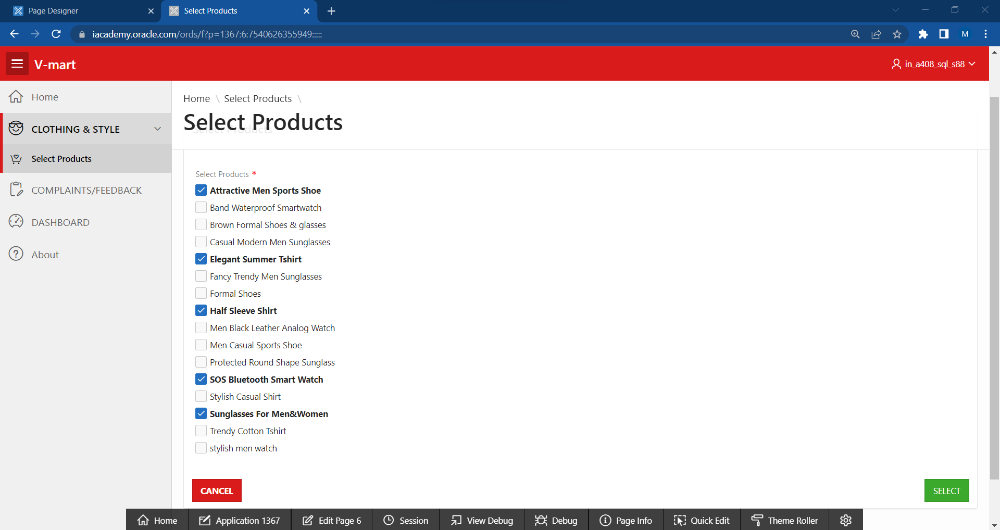 Page Designer
Select Products
iacademy.oracle.com/ords/f?p=1367:6:7540626355949:::::
M
V-mart
in_a408_sql_s88
Home
CLOTHING & STYLE
Select Products
COMPLAINTS/FEEDBACK
DASHBOARD
About
Home \ Select Products \
Select Products
Select Products
Select Products *
Attractive Men Sports Shoe
Band Waterproof Smartwatch
Brown Formal Shoes & glasses
Casual Modern Men Sunglasses
Elegant Summer Tshirt
Fancy Trendy Men Sunglasses
Formal Shoes
Half Sleeve Shirt
Men Black Leather Analog Watch
Men Casual Sports Shoe
Protected Round Shape Sunglass
SOS Bluetooth Smart Watch
Stylish Casual Shirt
Sunglasses For Men&Women
Trendy Cotton Tshirt
stylish men watch
CANCEL
SELECT
Home
Application 1367
Edit Page 6
Session
View Debug
Debug
Page Info
Quick Edit
Theme Roller